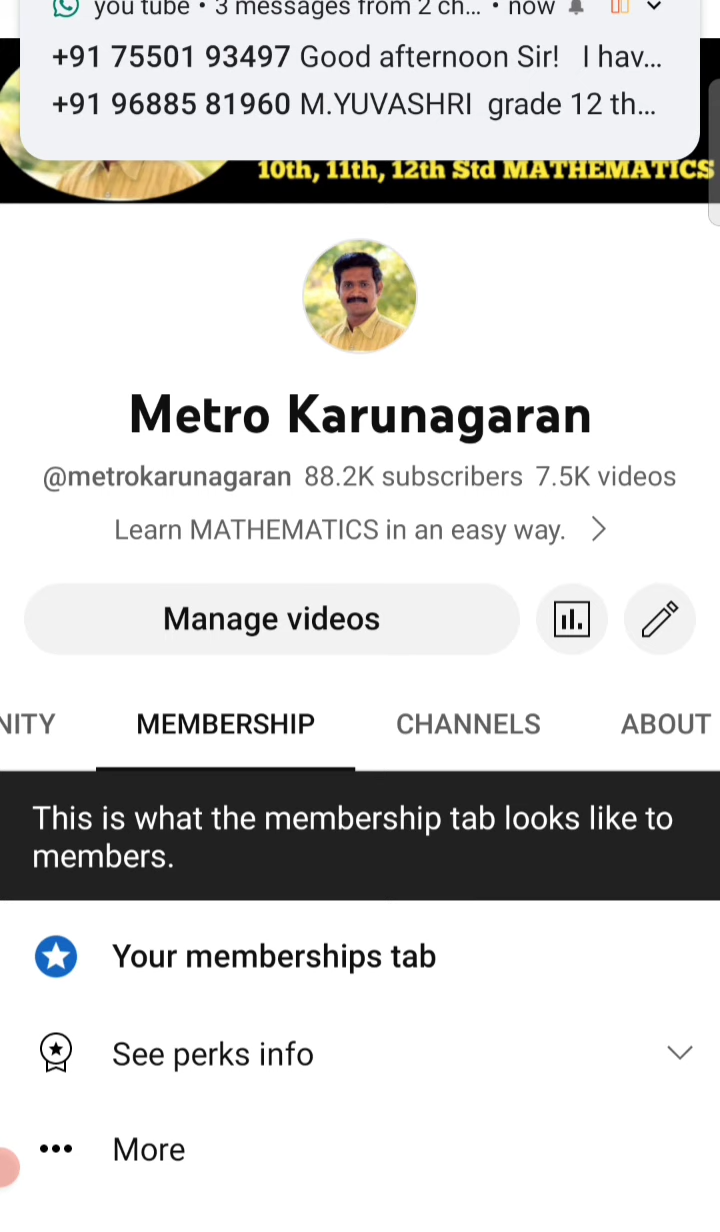 you tube • 3 messages from 2 ch... • now
+91 75501 93497 Good afternoon Sir! I hav...
+91 96885 81960 M.YUVASHRI grade 12 th...
10th, 11th, 12th Std MATHEMATICS
Metro Karunagaran
@metrokarunagaran 88.2K subscribers 7.5K videos
Learn MATHEMATICS in an easy way.
Manage videos
NITY MEMBERSHIP CHANNELS ABOUT
This is what the membership tab looks like to
members.
Your memberships tab
See perks info
More